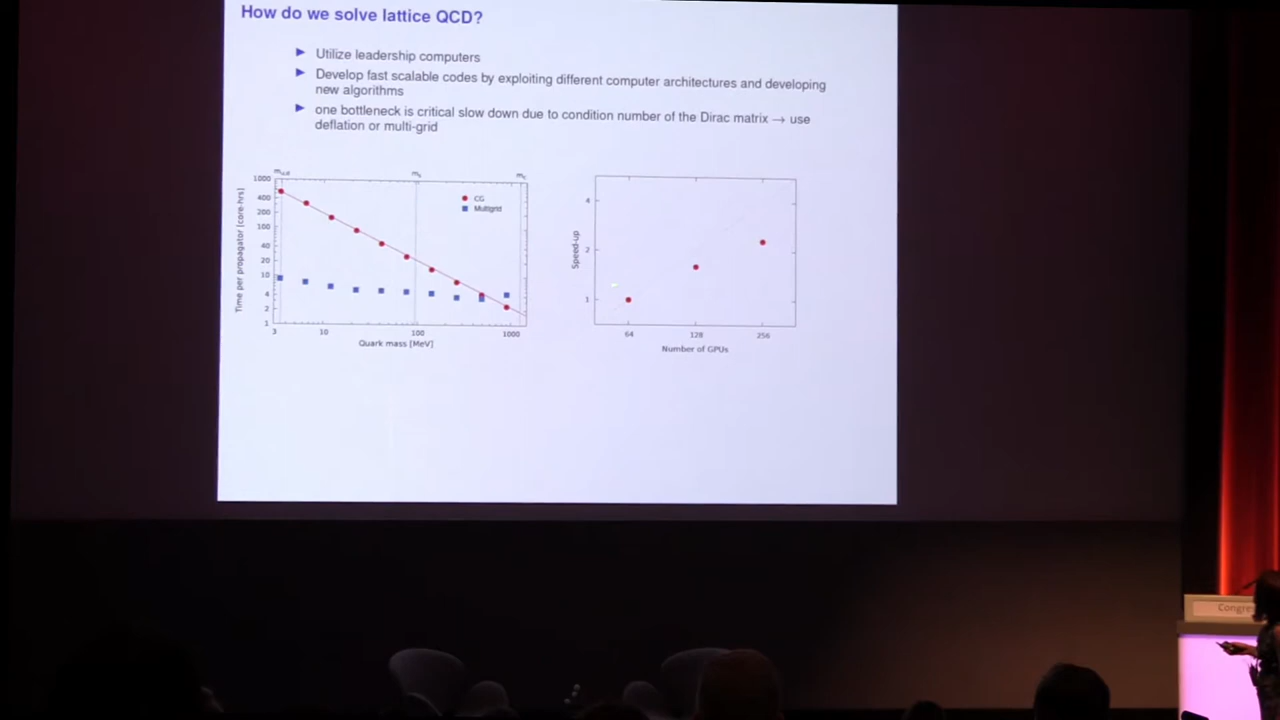 How do we solve lattice QCD?
Utilize leadership computers
Develop fast scalable codes by exploiting different computer architectures and developing
new algorithms
one bottleneck is critical slow down due to condition number of the Dirac matrix → use
deflation or multi-grid
1000
400
200
100
40
20
10
4
2
1
Time per propagator [core-hrs]
CG
Multigrid
3 10 100 1000
Quark mass [MeV]
4
2
1
Speed-up
64 128 256
Number of GPUs